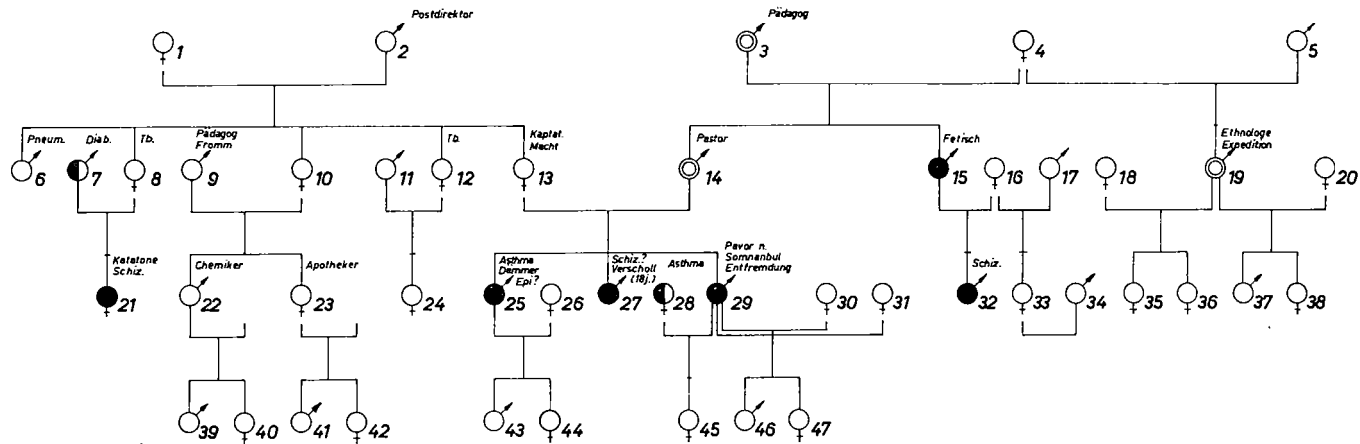 Postdirektor
Pädagog
1
2
3
4
5
Pneum.
Diab.
Tb.
Pädagog
Fromm
Tb.
Kaptat.
Macht
Pastor
Fetisch
Ethnologe
Expedition
6
7
8
9
10
11
12
13
14
15
16
17
18
19
20
Katatone
Schiz.
Chemiker
Apotheker
Asthma
Dämmer
Epi?
Schiz.?
Verscholl
(18j.)
Asthma
Pavor n.
Somnanbul
Entfremdung
Schiz.
21
22
23
24
25
26
27
28
29
30
31
32
33
34
35
36
37
38
39
40
41
42
43
44
45
46
47